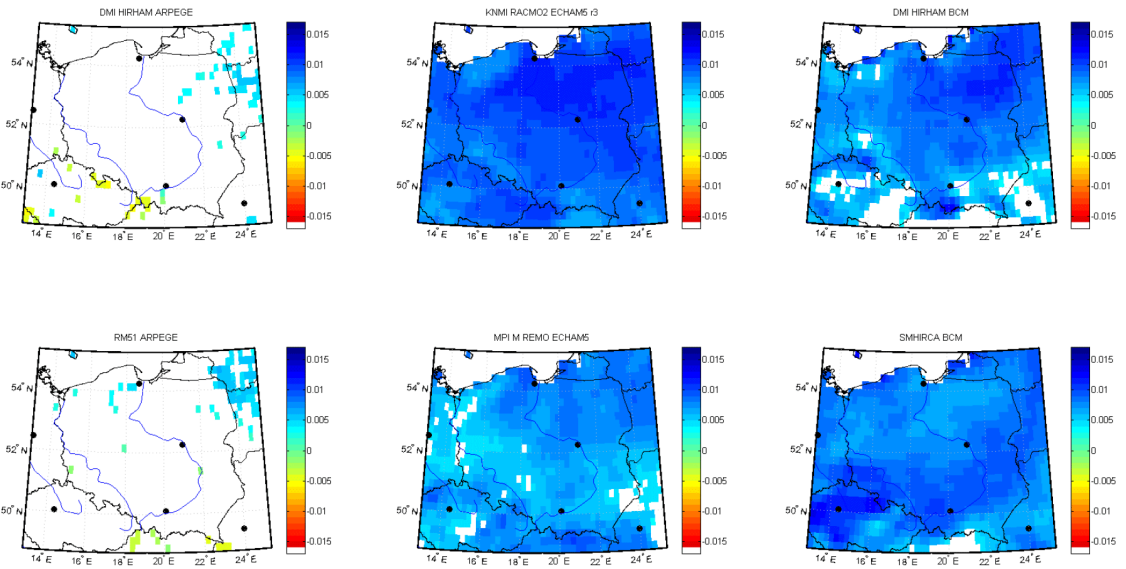 DMI HIRHAM ARPEGE
54° N
52° N
50° N
14° E
16° E
18° E
20° E
22° E
24° E
0.015
0.01
0.005
0
-0.005
-0.01
-0.015
KNMI RACMO2 ECHAM5 r3
54° N
52° N
50° N
14° E
16° E
18° E
20° E
22° E
24° E
0.015
0.01
0.005
0
-0.005
-0.01
-0.015
DMI HIRHAM BCM
54° N
52° N
50° N
14° E
16° E
18° E
20° E
22° E
24° E
0.015
0.01
0.005
0
-0.005
-0.01
-0.015
RM51 ARPEGE
54° N
52° N
50° N
14° E
16° E
18° E
20° E
22° E
24° E
0.015
0.01
0.005
0
-0.005
-0.01
-0.015
MPI M REMO ECHAM5
54° N
52° N
50° N
14° E
16° E
18° E
20° E
22° E
24° E
0.015
0.01
0.005
0
-0.005
-0.01
-0.015
SMHIRCA BCM
54° N
52° N
50° N
14° E
16° E
18° E
20° E
22° E
24° E
0.015
0.01
0.005
0
-0.005
-0.01
-0.015